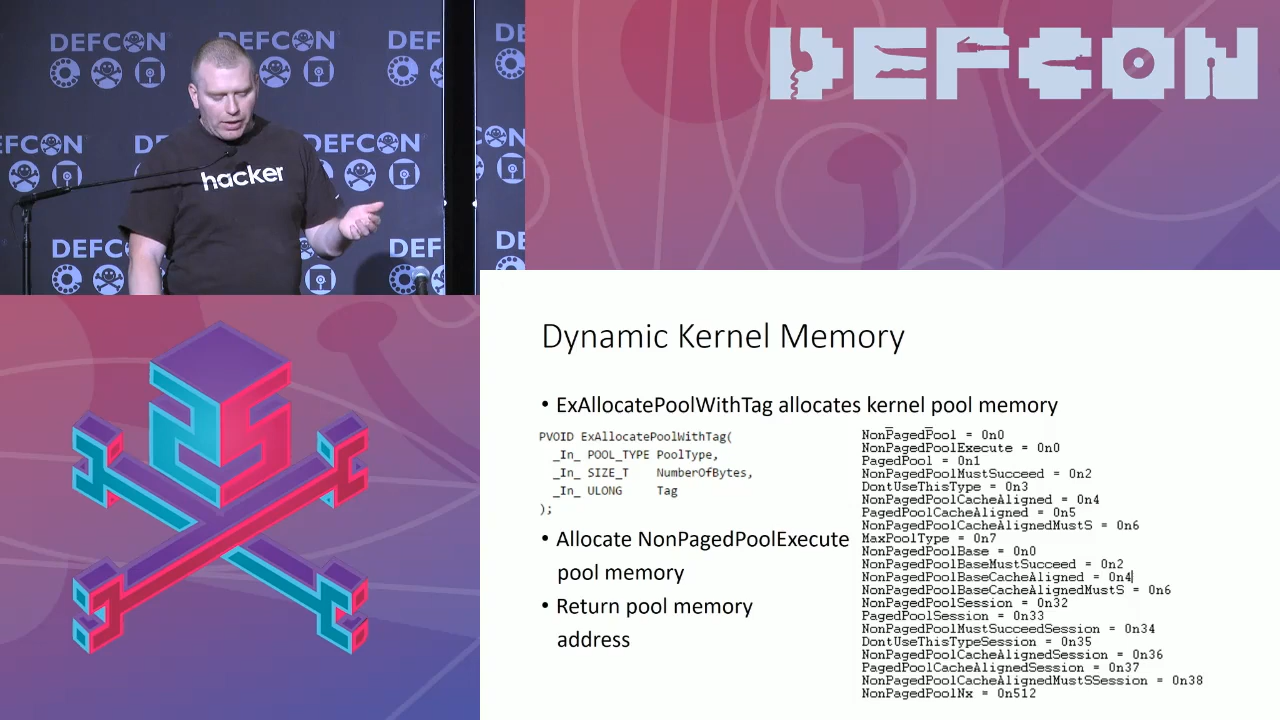 DEFCON
DEFCON
DEFCON
DEFCON
DEFCON
DEFCON
DEFCON
hacker
DEFCON
Dynamic Kernel Memory
• ExAllocatePoolWithTag allocates kernel pool memory
PVOID ExAllocatePoolWithTag(
_In_ POOL_TYPE PoolType,
_In_ SIZE_T NumberOfBytes,
_In_ ULONG Tag
);
• Allocate NonPagedPoolExecute
pool memory
• Return pool memory
address
NonPagedPool = 0n0
NonPagedPoolExecute = 0n0
PagedPool = 0n1
NonPagedPoolMustSucceed = 0n2
DontUseThisType = 0n3
NonPagedPoolCacheAligned = 0n4
PagedPoolCacheAligned = 0n5
NonPagedPoolCacheAlignedMustS = 0n6
MaxPoolType = 0n7
NonPagedPoolBase = 0n0
NonPagedPoolBaseMustSucceed = 0n2
NonPagedPoolBaseCacheAligned = 0n4
NonPagedPoolBaseCacheAlignedMustS = 0n6
NonPagedPoolSession = 0n32
PagedPoolSession = 0n33
NonPagedPoolMustSucceedSession = 0n34
DontUseThisTypeSession = 0n35
NonPagedPoolCacheAlignedSession = 0n36
PagedPoolCacheAlignedSession = 0n37
NonPagedPoolCacheAlignedMustSSession = 0n38
NonPagedPoolNx = 0n512